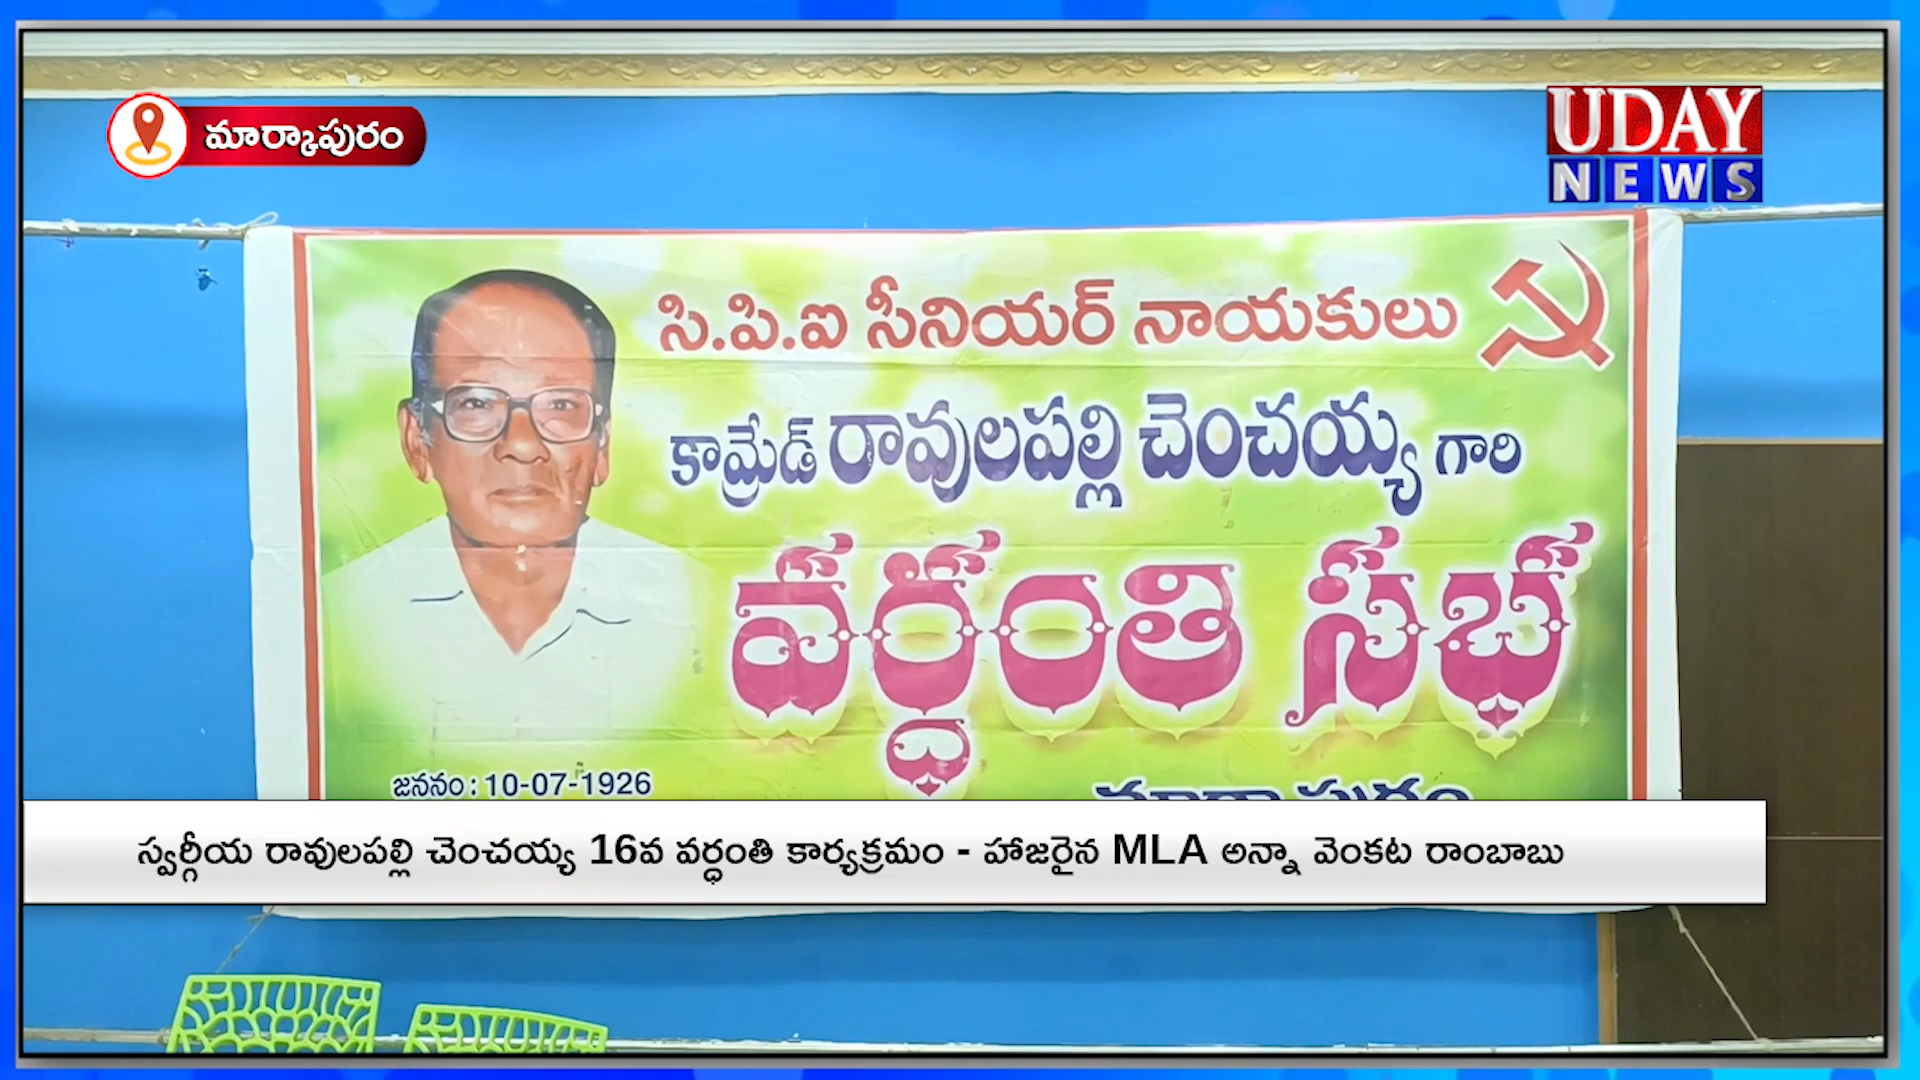 మార్కాపురం
UDAY
NEWS
సి.పి.ఐ సీనియర్ నాయకులు
కామ్రేడ్ రావులపల్లి చెంచయ్య గారి
వర్ధంతి సభ
జననం : 10-07-1926
స్వర్గీయ రావులపల్లి చెంచయ్య 16వ వర్ధంతి కార్యక్రమం - హాజరైన MLA అన్నా వెంకట రాంబాబు